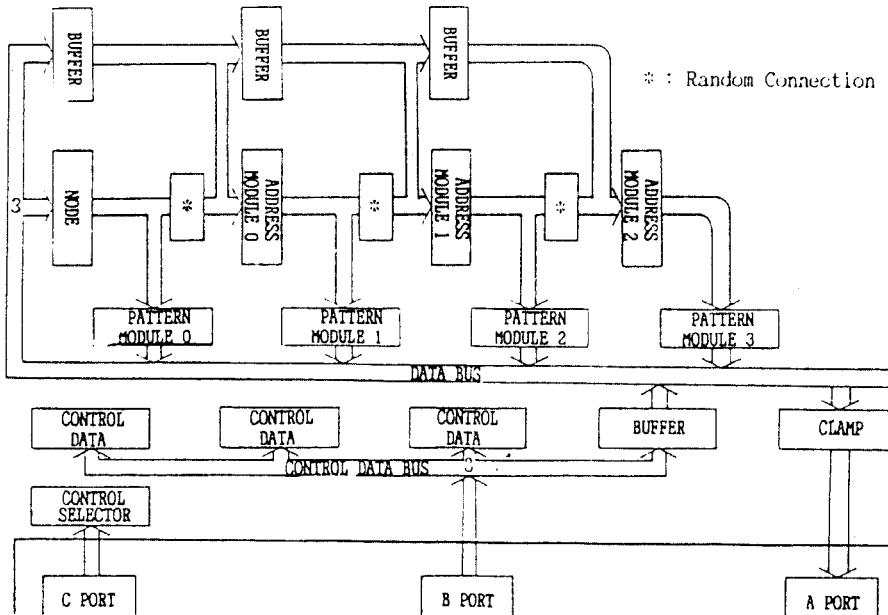 BUFFER
BUFFER
BUFFER
* : Random Connection
3
NODE
*
ADDRESS
MODULE 0
*
ADDRESS
MODULE 1
*
ADDRESS
MODULE 2
PATTERN
MODULE 0
PATTERN
MODULE 1
PATTERN
MODULE 2
PATTERN
MODULE 3
DATA BUS
CONTROL
DATA
CONTROL
DATA
CONTROL
DATA
BUFFER
CLAMP
CONTROL DATA BUS
CONTROL
SELECTOR
C PORT
B PORT
A PORT